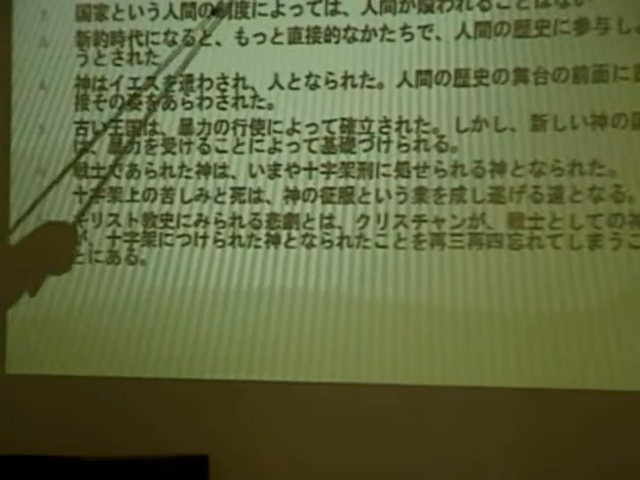 国家という人間の制度によっては、人間が贖われることはない
新約時代になると、もっと直接的なかたちで、人間の歴史に参与し
うとされた
神はイエスを遣わされ、人となられた。人間の歴史の舞台の前面に
接その姿をあらわされた。
古い王国は、暴力の行使によって確立された。しかし、新しい神の
は、暴力を受けることによって基礎づけられる。
戦士であられた神は、いまや十字架刑に処せられる神となられた。
十字架上の苦しみと死は、神の征服という業を成し遂げる道となる。
キリスト教史にみられる悲劇とは、クリスチャンが、戦士としての神
が、十字架につけられた神となられたことを再三再四忘れてしまうこ
とにある。